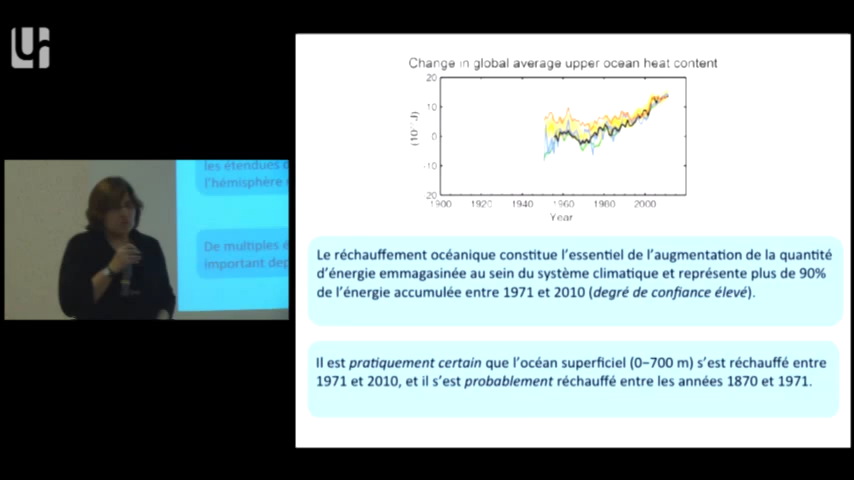 Change in global average upper ocean heat content
20
10
0
-10
-20
1900 1920 1940 1960 1980 2000
Year
les étendues
l'hémisphère
De multiples
important dep
Le réchauffement océanique constitue l'essentiel de l'augmentation de la quantité
d'énergie emmagasinée au sein du système climatique et représente plus de 90%
de l'énergie accumulée entre 1971 et 2010 (degré de confiance élevé).
Il est pratiquement certain que l'océan superficiel (0–700 m) s'est réchauffé entre
1971 et 2010, et il s'est probablement réchauffé entre les années 1870 et 1971.